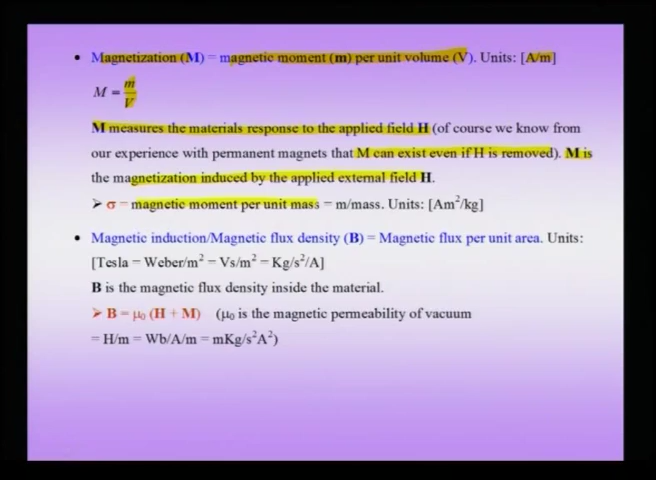 • Magnetization (M) = magnetic moment (m) per unit volume (V). Units: [A/m]
M = m/V
M measures the materials response to the applied field H (of course we know from
our experience with permanent magnets that M can exist even if H is removed). M is
the magnetization induced by the applied external field H.
➢ σ = magnetic moment per unit mass = m/mass. Units: [Am²/kg]
• Magnetic induction/Magnetic flux density (B) = Magnetic flux per unit area. Units:
[Tesla = Weber/m² = Vs/m² = Kg/s²/A]
B is the magnetic flux density inside the material.
➢ B = μ₀ (H + M) (μ₀ is the magnetic permeability of vacuum
= H/m = Wb/A/m = mKg/s²A²)